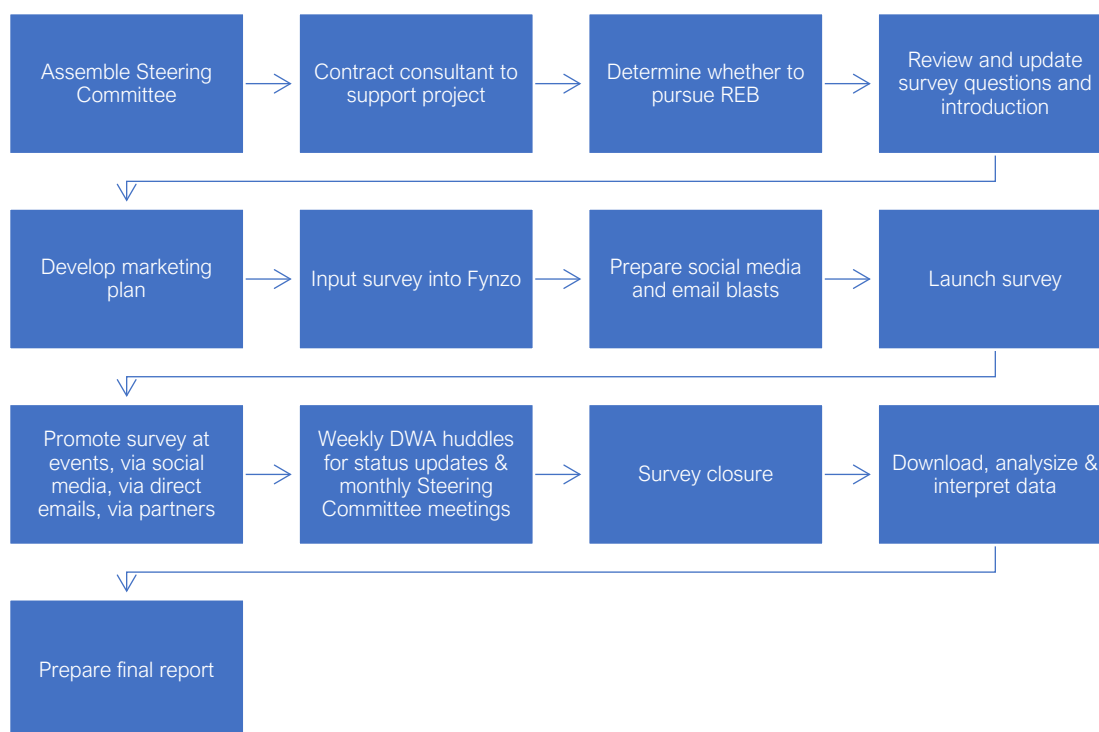 Assemble Steering
Committee
Contract consultant to
support project
Determine whether to
pursue REB
Review and update
survey questions and
introduction
Develop marketing
plan
Input survey into Fynzo
Prepare social media
and email blasts
Launch survey
Promote survey at
events, via social
media, via direct
emails, via partners
Weekly DWA huddles
for status updates &
monthly Steering
Committee meetings
Survey closure
Download, analysize &
interpret data
Prepare final report